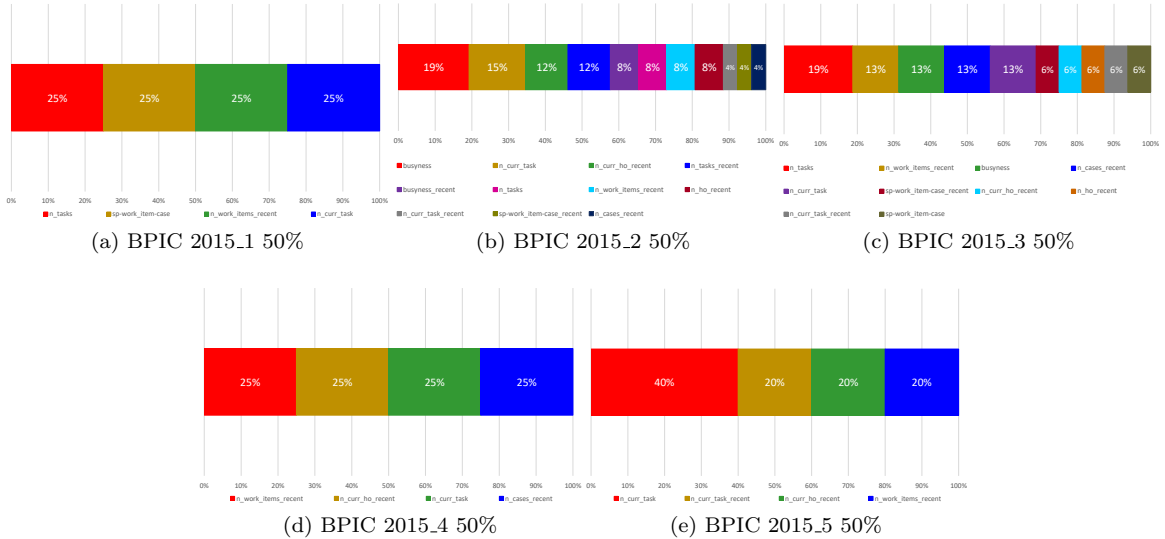 25% 25% 25% 25%
0% 10% 20% 30% 40% 50% 60% 70% 80% 90% 100%
n_tasks sp-work_item-case n_work_items_recent n_curr_task
(a) BPIC 2015_1 50%
19% 15% 12% 12% 8% 8% 8% 8% 4% 4% 4%
0% 10% 20% 30% 40% 50% 60% 70% 80% 90% 100%
busyness n_curr_task n_curr_ho_recent n_tasks_recent
busyness_recent n_tasks n_work_items_recent n_ho_recent
n_curr_task_recent sp-work_item-case_recent n_cases_recent
(b) BPIC 2015_2 50%
19% 13% 13% 13% 13% 6% 6% 6% 6% 6%
0% 10% 20% 30% 40% 50% 60% 70% 80% 90% 100%
n_tasks n_work_items_recent busyness n_cases_recent
n_curr_task sp-work_item-case_recent n_curr_ho_recent n_ho_recent
n_curr_task_recent sp-work_item-case
(c) BPIC 2015_3 50%
25% 25% 25% 25%
0% 10% 20% 30% 40% 50% 60% 70% 80% 90% 100%
n_work_items_recent n_curr_ho_recent n_curr_task n_cases_recent
(d) BPIC 2015_4 50%
40% 20% 20% 20%
0% 10% 20% 30% 40% 50% 60% 70% 80% 90% 100%
n_curr_task n_curr_task_recent n_curr_ho_recent n_work_items_recent
(e) BPIC 2015_5 50%